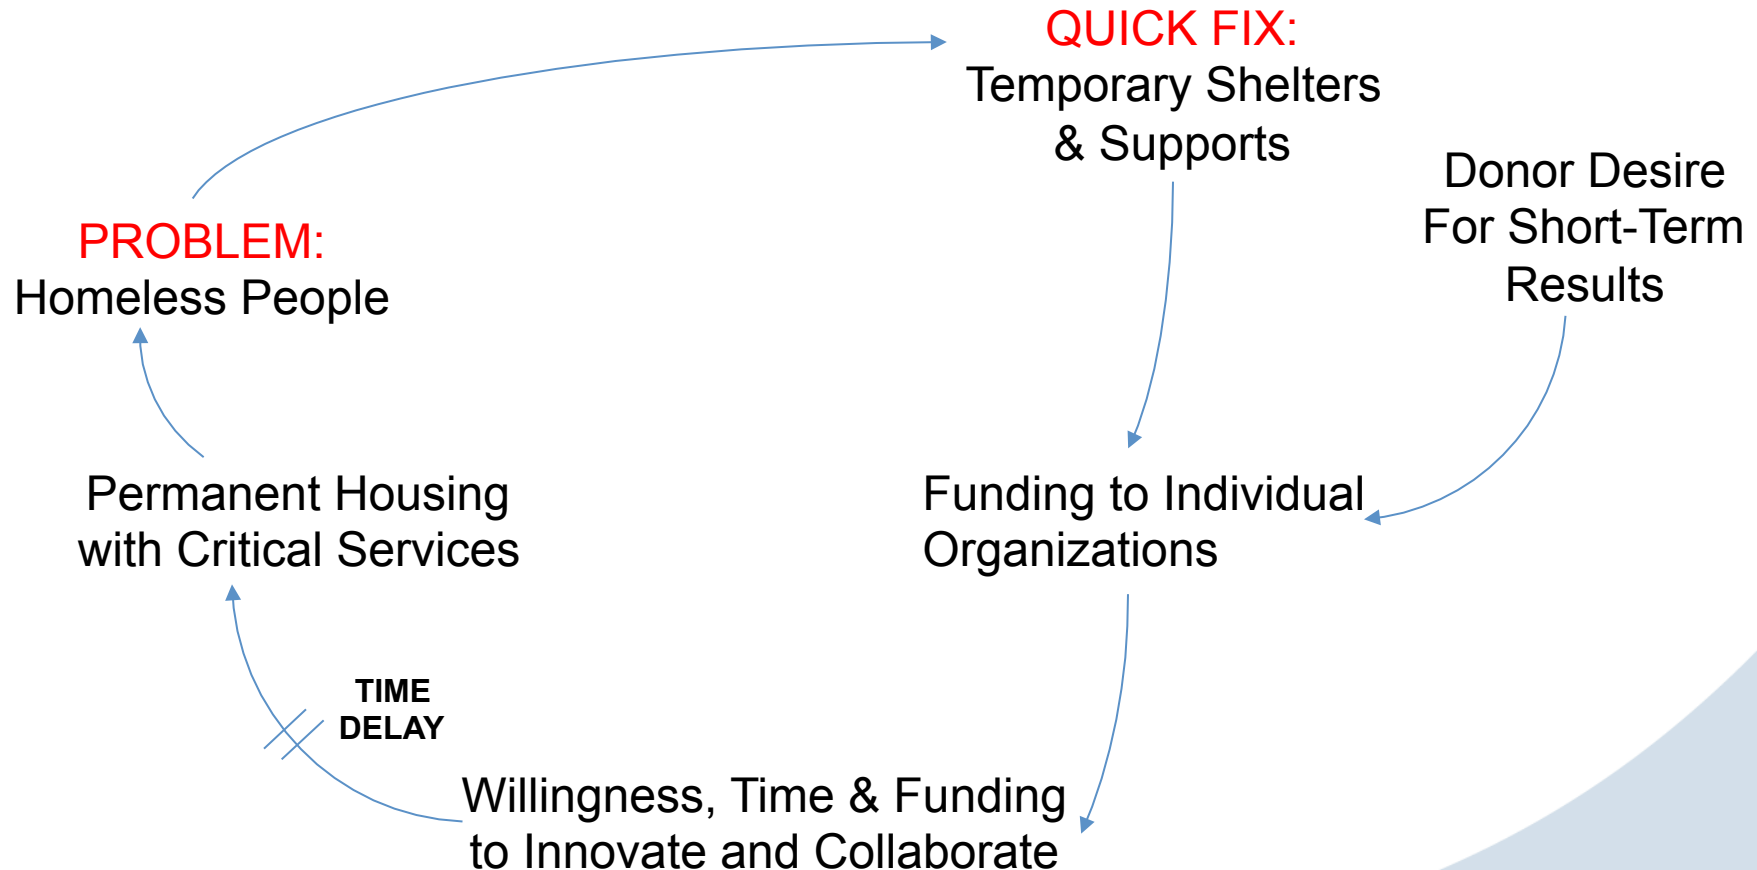 QUICK FIX:
Temporary Shelters
& Supports
Donor Desire
For Short-Term
Results
PROBLEM:
Homeless People
Permanent Housing
with Critical Services
Funding to Individual
Organizations
TIME
DELAY
Willingness, Time & Funding
to Innovate and Collaborate